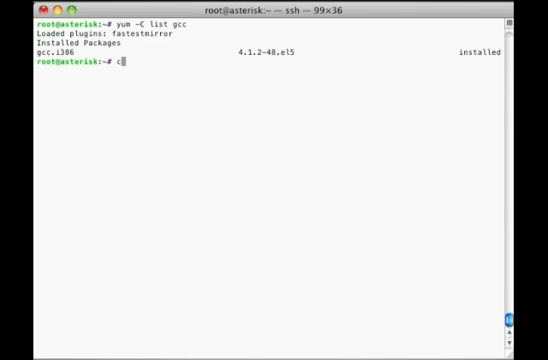 root@asterisk:~ — ssh — 99×36
root@asterisk:~# yum -C list gcc
Loaded plugins: fastestmirror
Installed Packages
gcc.i386 4.1.2-48.el5 installed
root@asterisk:~# c